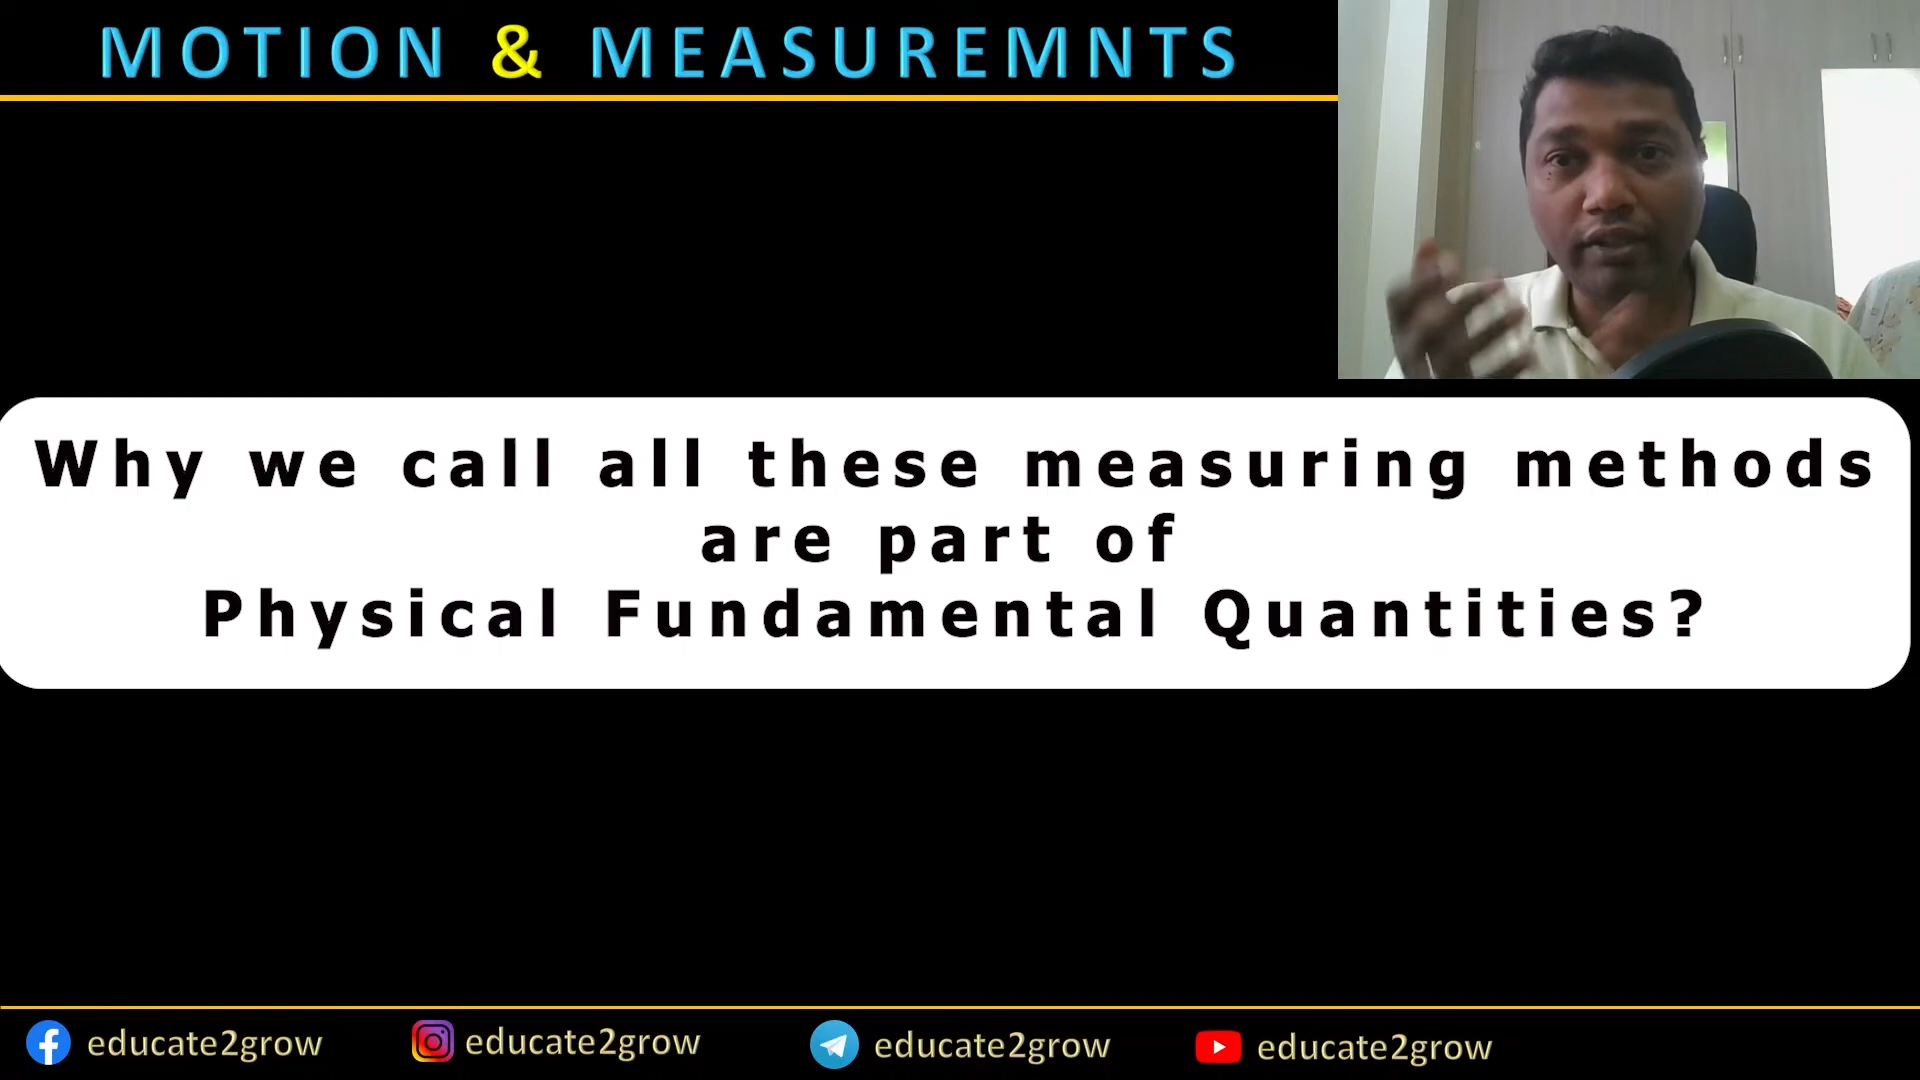 MOTION & MEASUREMNTS
Why we call all these measuring methods
are part of
Physical Fundamental Quantities?
educate2grow educate2grow educate2grow educate2grow